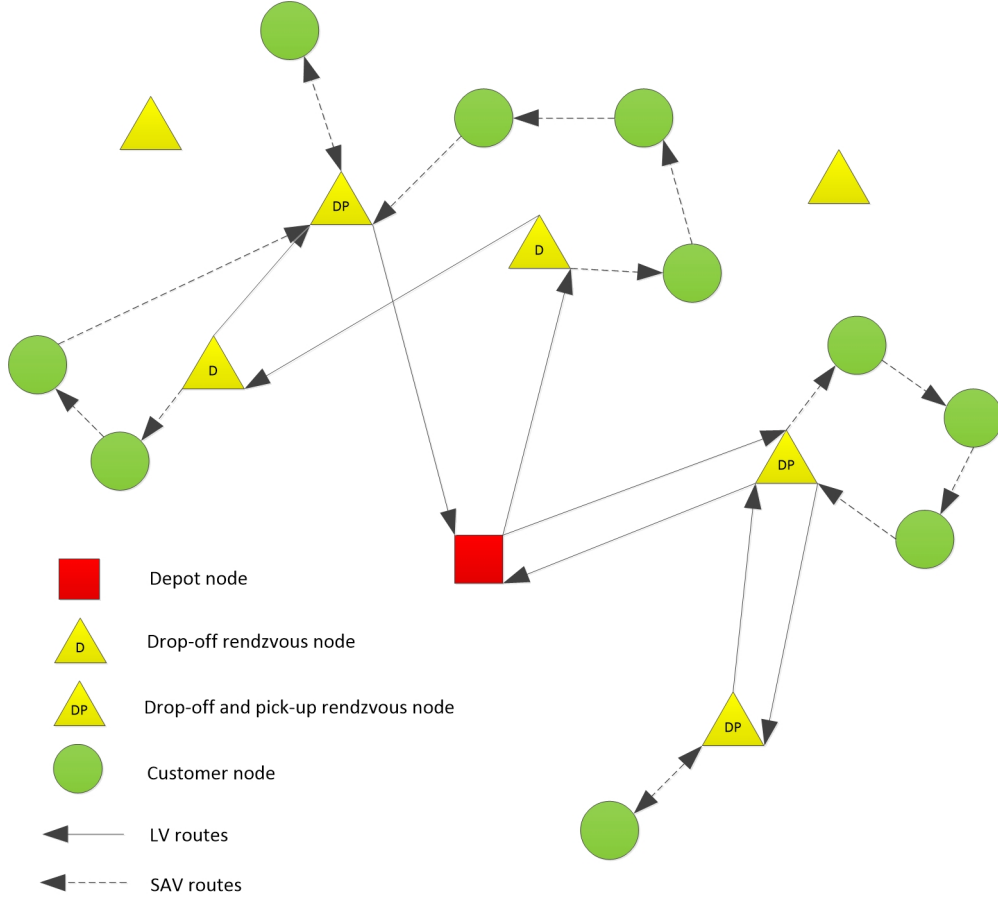 DP
D
D
DP
Depot node
D
Drop-off rendzvous node
DP
Drop-off and pick-up rendzvous node
DP
Customer node
LV routes
SAV routes